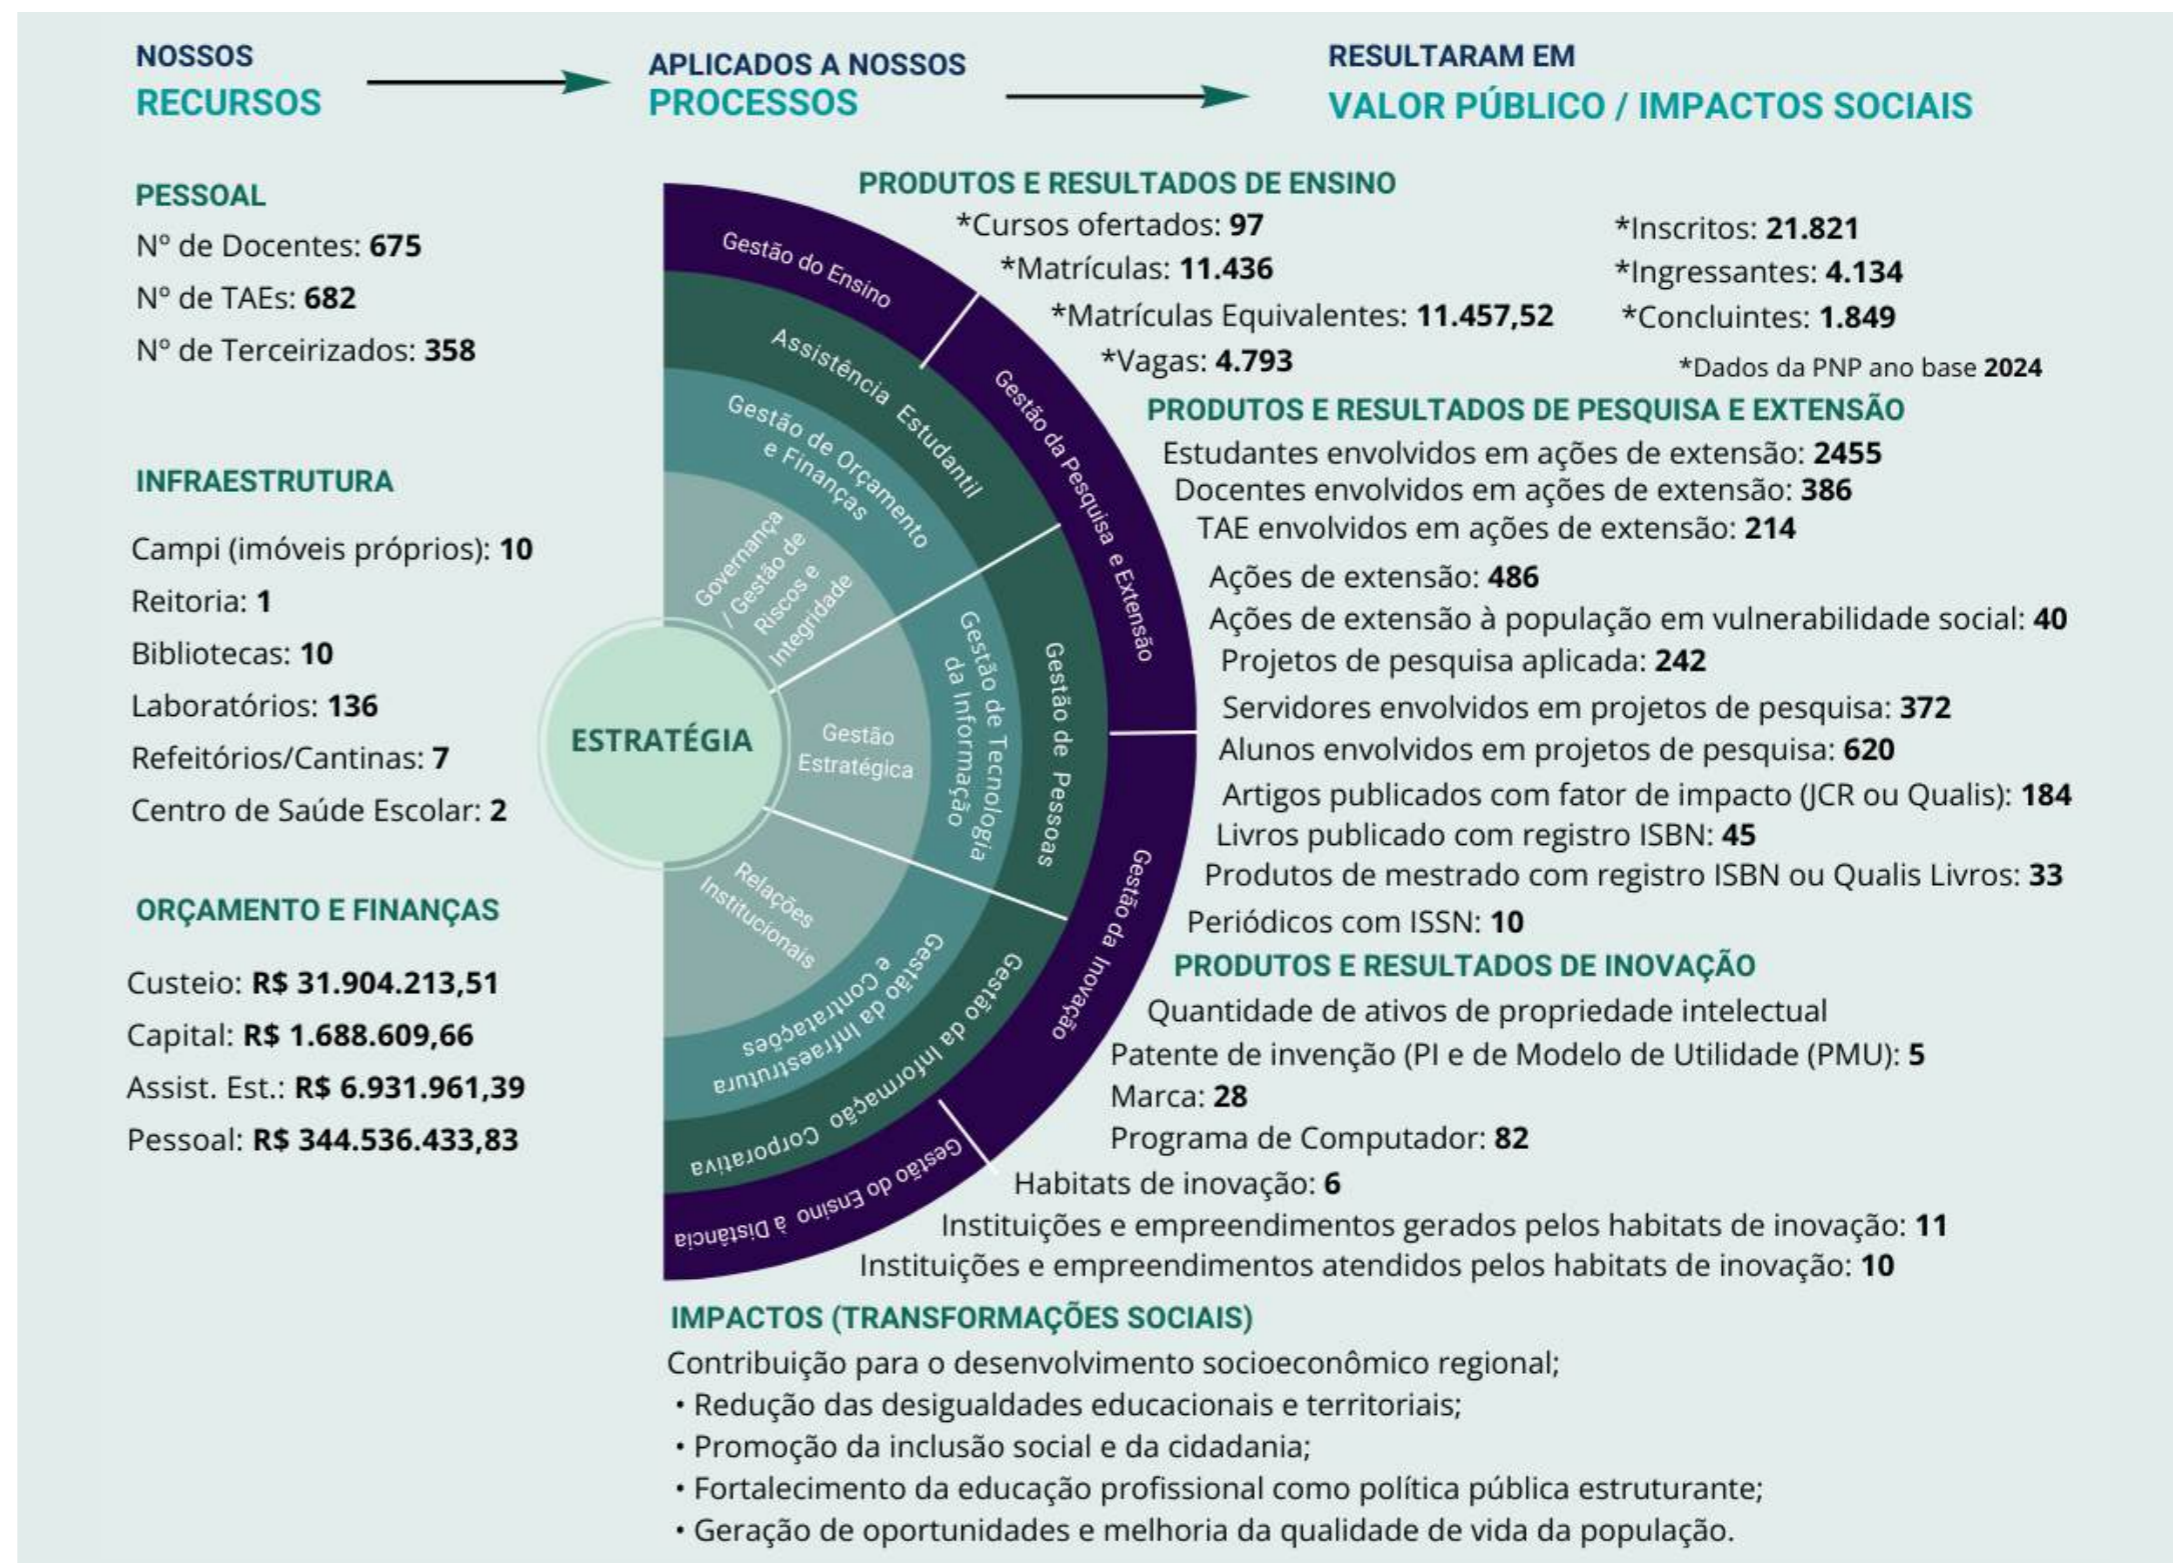 NOSSOS
RECURSOS
APLICADOS A NOSSOS
PROCESSOS
RESULTARAM EM
VALOR PÚBLICO / IMPACTOS SOCIAIS
PESSOAL
Nº de Docentes: 675
Nº de TAEs: 682
Nº de Terceirizados: 358
INFRAESTRUTURA
Campi (imóveis próprios): 10
Reitoria: 1
Bibliotecas: 10
Laboratórios: 136
Refeitórios/Cantinas: 7
Centro de Saúde Escolar: 2
ORÇAMENTO E FINANÇAS
Custeio: R$ 31.904.213,51
Capital: R$ 1.688.609,66
Assist. Est.: R$ 6.931.961,39
Pessoal: R$ 344.536.433,83
ESTRATÉGIA
Governança
/ Gestão de
Riscos e
Integridade
Gestão
Estratégica
Relações
Institucionais
Gestão de Orçamento
e Finanças
Gestão de Tecnologia
da Informação
Gestão da Infraestrutura
e Contratações
Assistência Estudantil
Gestão de Pessoas
Gestão da Informação Corporativa
Gestão do Ensino
Gestão da Pesquisa e Extensão
Gestão da Inovação
Gestão do Ensino à Distância
PRODUTOS E RESULTADOS DE ENSINO
*Cursos ofertados: 97
*Matrículas: 11.436
*Matrículas Equivalentes: 11.457,52
*Vagas: 4.793
*Inscritos: 21.821
*Ingressantes: 4.134
*Concluintes: 1.849
*Dados da PNP ano base 2024
PRODUTOS E RESULTADOS DE PESQUISA E EXTENSÃO
Estudantes envolvidos em ações de extensão: 2455
Docentes envolvidos em ações de extensão: 386
TAE envolvidos em ações de extensão: 214
Ações de extensão: 486
Ações de extensão à população em vulnerabilidade social: 40
Projetos de pesquisa aplicada: 242
Servidores envolvidos em projetos de pesquisa: 372
Alunos envolvidos em projetos de pesquisa: 620
Artigos publicados com fator de impacto (JCR ou Qualis): 184
Livros publicado com registro ISBN: 45
Produtos de mestrado com registro ISBN ou Qualis Livros: 33
Periódicos com ISSN: 10
PRODUTOS E RESULTADOS DE INOVAÇÃO
Quantidade de ativos de propriedade intelectual
Patente de invenção (PI e de Modelo de Utilidade (PMU): 5
Marca: 28
Programa de Computador: 82
Habitats de inovação: 6
Instituições e empreendimentos gerados pelos habitats de inovação: 11
Instituições e empreendimentos atendidos pelos habitats de inovação: 10
IMPACTOS (TRANSFORMAÇÕES SOCIAIS)
Contribuição para o desenvolvimento socioeconômico regional;
• Redução das desigualdades educacionais e territoriais;
• Promoção da inclusão social e da cidadania;
• Fortalecimento da educação profissional como política pública estruturante;
• Geração de oportunidades e melhoria da qualidade de vida da população.